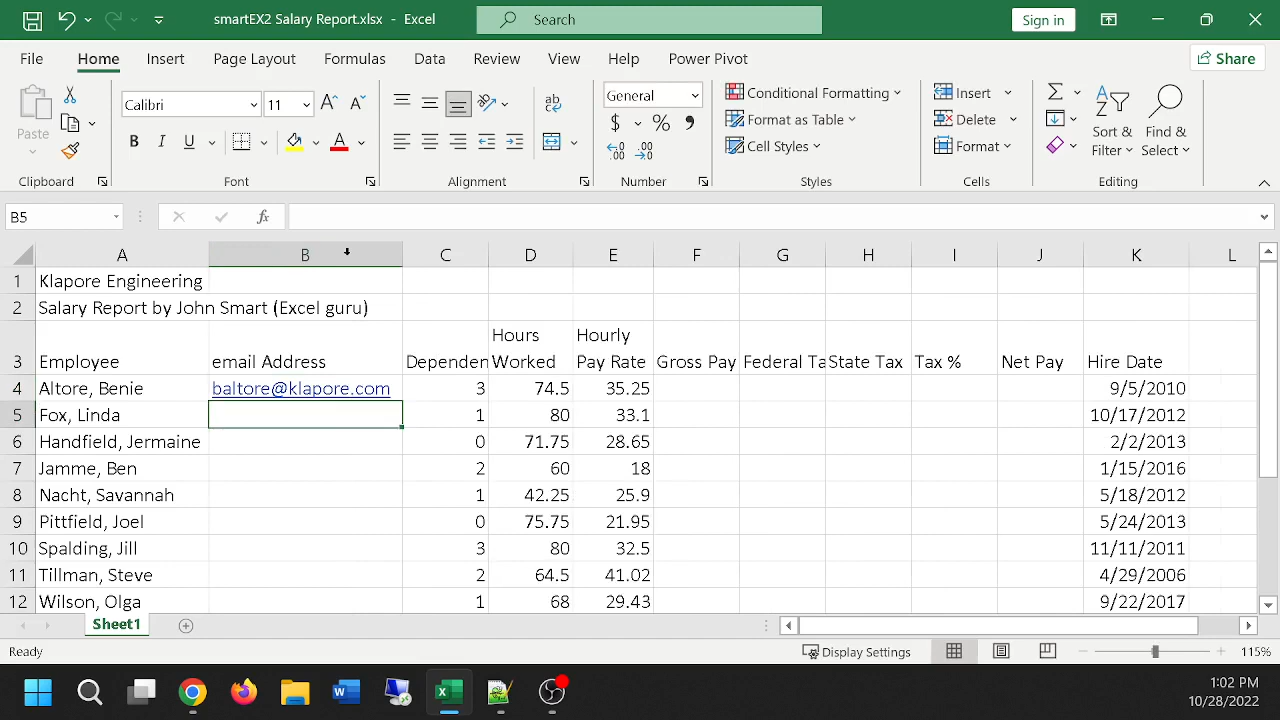 smartEX2 Salary Report.xlsx - Excel
Search
Sign in
File Home Insert Page Layout Formulas Data Review View Help Power Pivot Share
Paste
Calibri 11
General
Conditional Formatting
Format as Table
Cell Styles
Insert
Delete
Format
Sort & Filter
Find & Select
Clipboard Font Alignment Number Styles Cells Editing
B5 fx
A B C D E F G H I J K L
1 Klapore Engineering
2 Salary Report by John Smart (Excel guru)
3 Employee email Address Dependen Hours Worked Hourly Pay Rate Gross Pay Federal Ta State Tax Tax % Net Pay Hire Date
4 Altore, Benie baltore@klapore.com 3 74.5 35.25 9/5/2010
5 Fox, Linda 1 80 33.1 10/17/2012
6 Handfield, Jermaine 0 71.75 28.65 2/2/2013
7 Jamme, Ben 2 60 18 1/15/2016
8 Nacht, Savannah 1 42.25 25.9 5/18/2012
9 Pittfield, Joel 0 75.75 21.95 5/24/2013
10 Spalding, Jill 3 80 32.5 11/11/2011
11 Tillman, Steve 2 64.5 41.02 4/29/2006
12 Wilson, Olga 1 68 29.43 9/22/2017
Sheet1
Ready Display Settings 115%
1:02 PM
10/28/2022